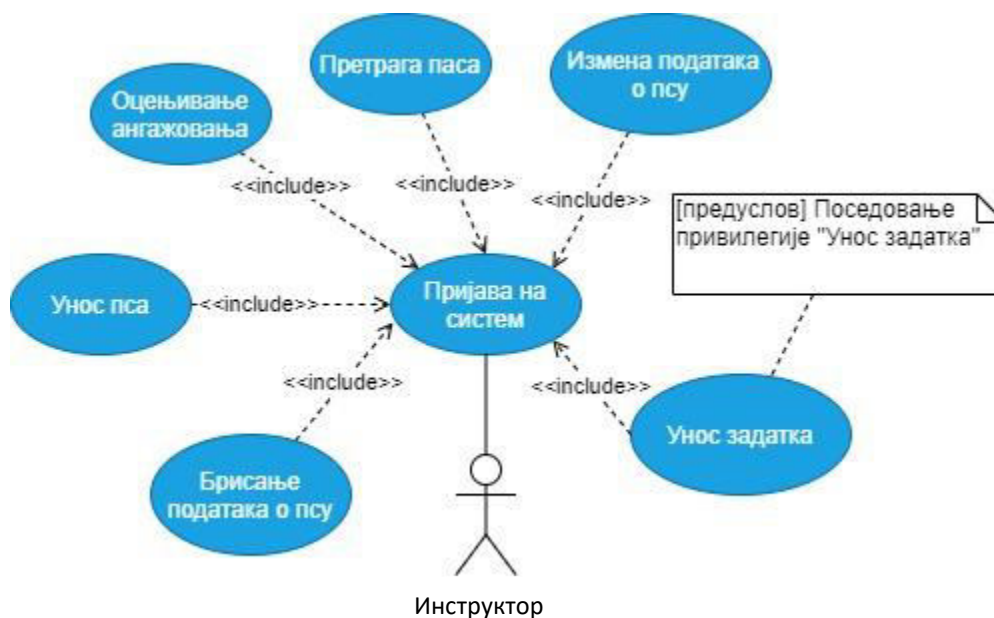 Претрага паса
Измена података
о псу
Оцењивање
ангажовања
<<include>>
<<include>>
<<include>>
[предуслов] Поседовање
привилегије "Унос задатка"
Унос пса
<<include>>
Пријава на
систем
<<include>>
<<include>>
Унос задатка
Брисање
података о псу
Инструктор